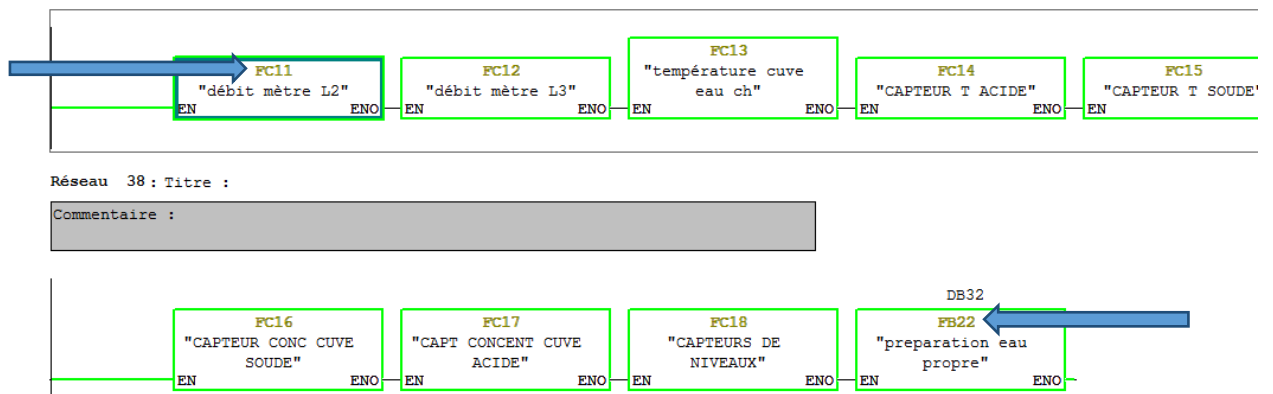 FC11
"débit mètre L2"
EN ENO
FC12
"débit mètre L3"
EN ENO
FC13
"température cuve
eau ch"
EN ENO
FC14
"CAPTEUR T ACIDE"
EN ENO
FC15
"CAPTEUR T SOUDE"
EN
Réseau 38 : Titre :
Commentaire :
FC16
"CAPTEUR CONC CUVE
SOUDE"
EN ENO
FC17
"CAPT CONCENT CUVE
ACIDE"
EN ENO
FC18
"CAPTEURS DE
NIVEAUX"
EN ENO
DB32
FB22
"preparation eau
propre"
EN ENO